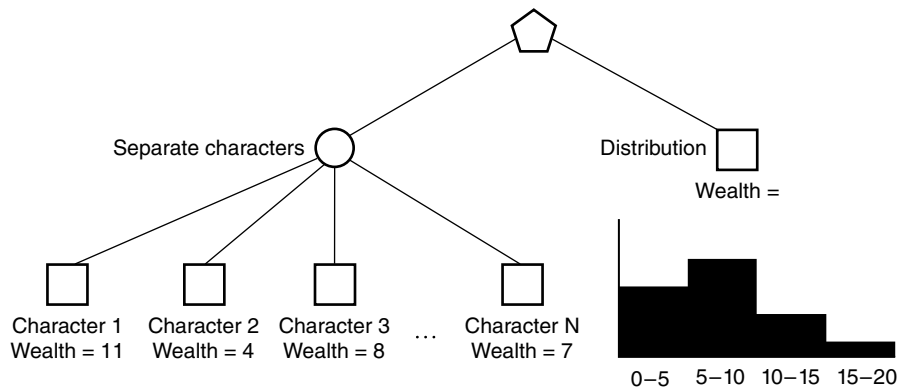 Separate characters
Distribution
Wealth =
Character 1
Wealth = 11
Character 2
Wealth = 4
Character 3
Wealth = 8
...
Character N
Wealth = 7
0–5
5–10
10–15
15–20